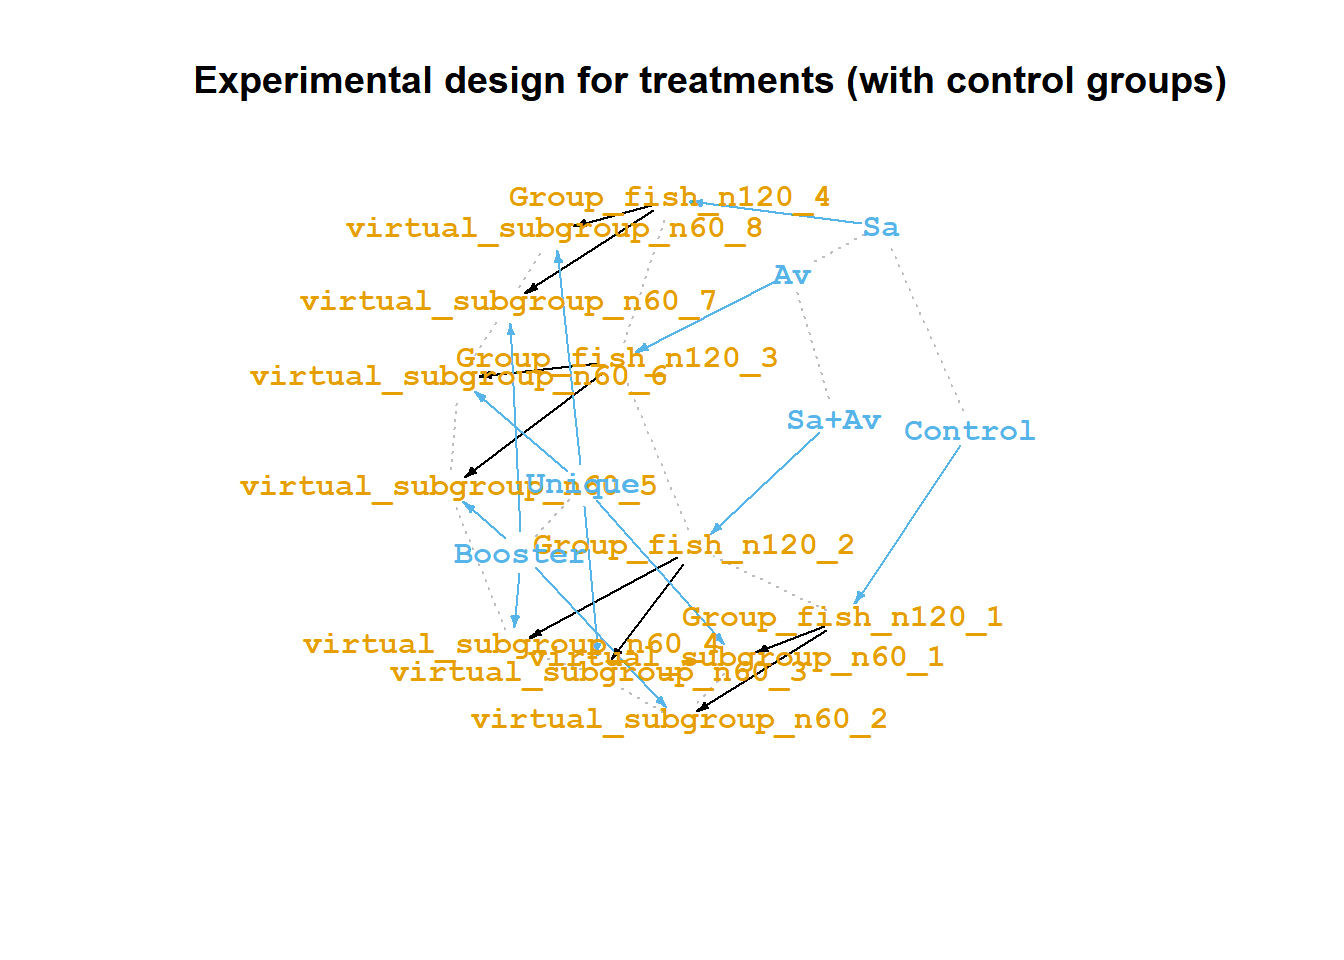 Experimental design for treatments (with control groups)
Group_fish_n120_4
virtual_subgroup_n60_8
Sa
Av
virtual_subgroup_n60_7
Group_fish_n120_3
virtual_subgroup_n60_6
Sa+Av
Control
virtual_subgroup_n60_5
Unique
Group_fish_n120_2
Booster
Group_fish_n120_1
virtual_subgroup_n60_4
virtual_subgroup_n60_1
virtual_subgroup_n60_3
virtual_subgroup_n60_2